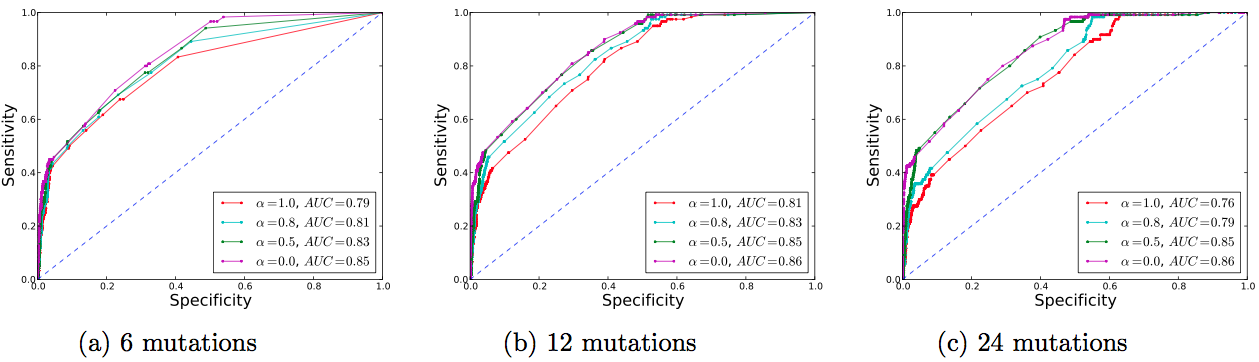 1.0
0.8
0.6
0.4
0.2
0.0
Sensitivity
0.0 0.2 0.4 0.6 0.8 1.0
Specificity
α=1.0, AUC=0.79
α=0.8, AUC=0.81
α=0.5, AUC=0.83
α=0.0, AUC=0.85
(a) 6 mutations
1.0
0.8
0.6
0.4
0.2
0.0
Sensitivity
0.0 0.2 0.4 0.6 0.8 1.0
Specificity
α=1.0, AUC=0.81
α=0.8, AUC=0.83
α=0.5, AUC=0.85
α=0.0, AUC=0.86
(b) 12 mutations
1.0
0.8
0.6
0.4
0.2
0.0
Sensitivity
0.0 0.2 0.4 0.6 0.8 1.0
Specificity
α=1.0, AUC=0.76
α=0.8, AUC=0.79
α=0.5, AUC=0.85
α=0.0, AUC=0.86
(c) 24 mutations